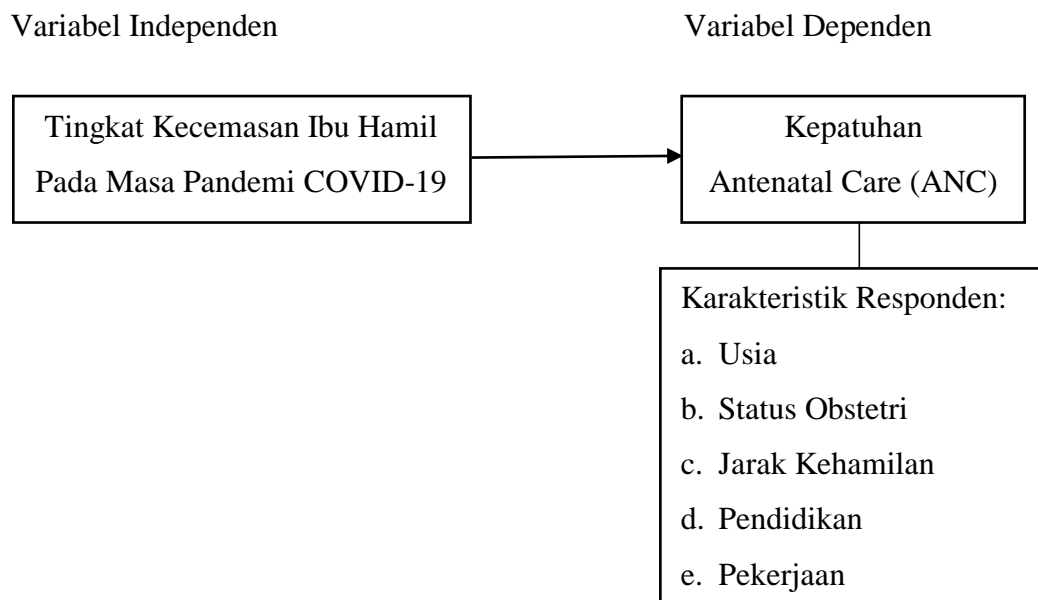 Variabel Independen
Variabel Dependen
Tingkat Kecemasan Ibu Hamil
Pada Masa Pandemi COVID-19
Kepatuhan
Antenatal Care (ANC)
Karakteristik Responden:
a. Usia
b. Status Obstetri
c. Jarak Kehamilan
d. Pendidikan
e. Pekerjaan